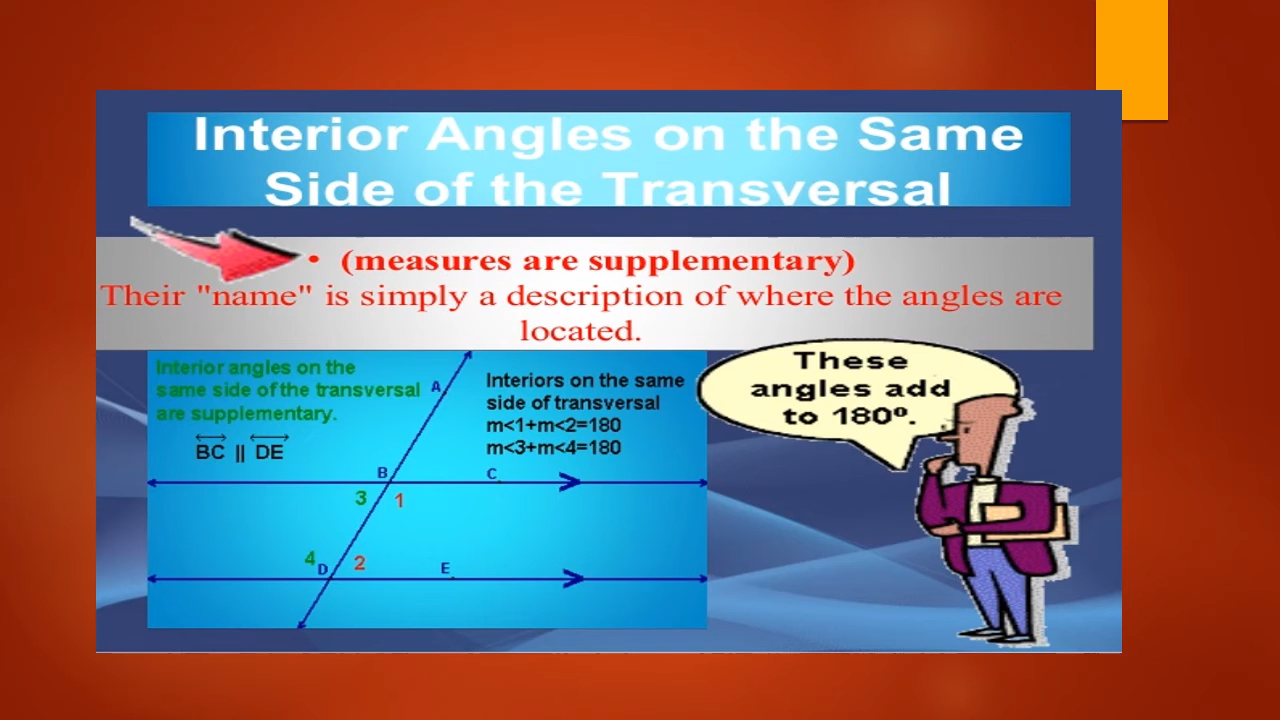 Interior Angles on the Same
Side of the Transversal
• (measures are supplementary)
Their "name" is simply a description of where the angles are
located.
Interior angles on the
same side of the transversal
are supplementary.
BC || DE
A
Interiors on the same
side of transversal
m<1+m<2=180
m<3+m<4=180
These
angles add
to 180º.
B C
3 1
4 D 2 E